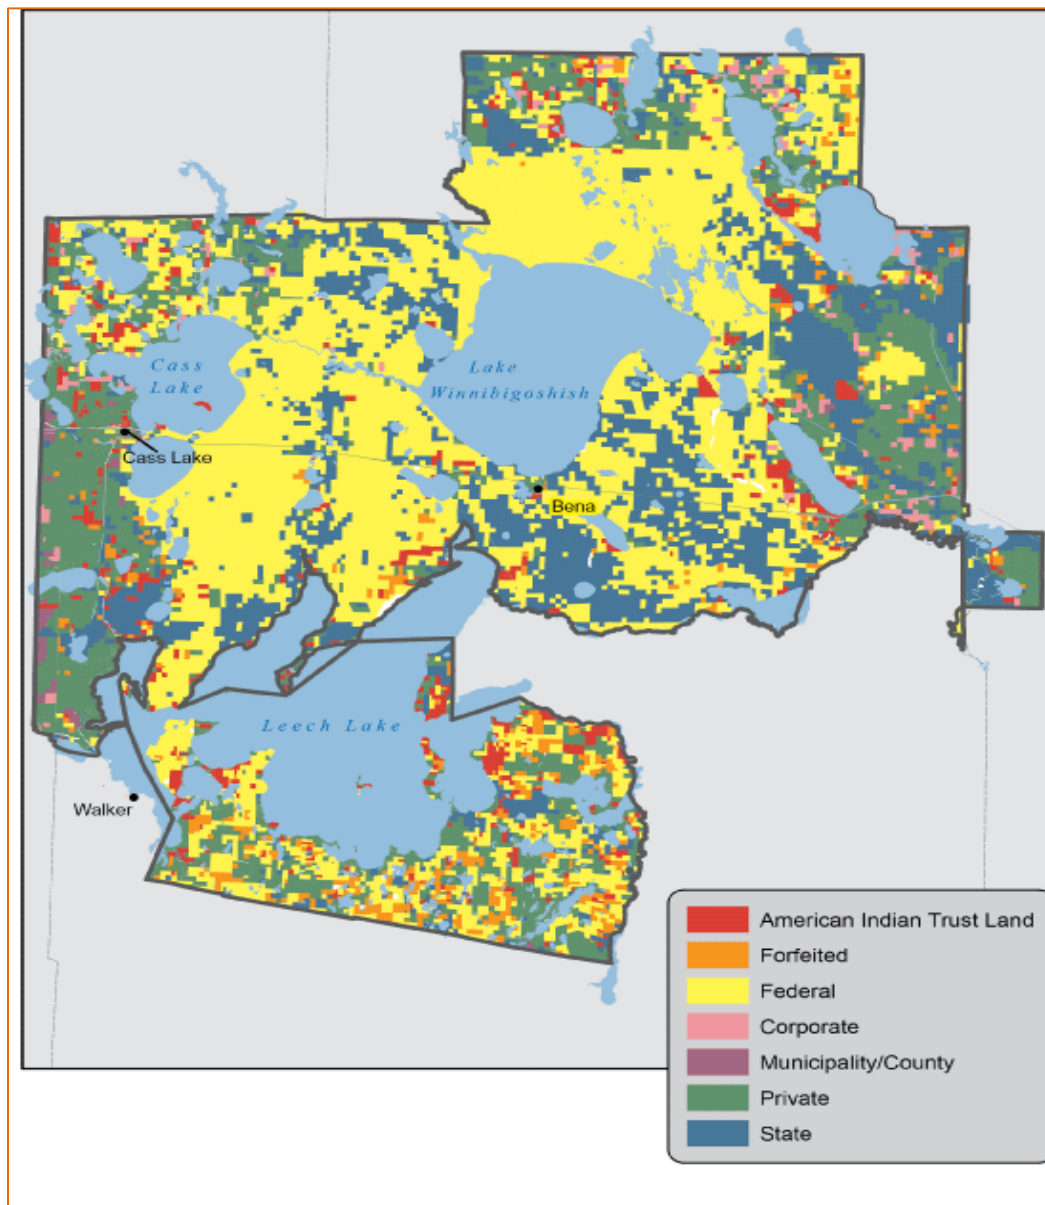 Cass
Lake
Lake
Winnibigoshish
Cass Lake
Bena
Leech Lake
Walker
American Indian Trust Land
Forfeited
Federal
Corporate
Municipality/County
Private
State